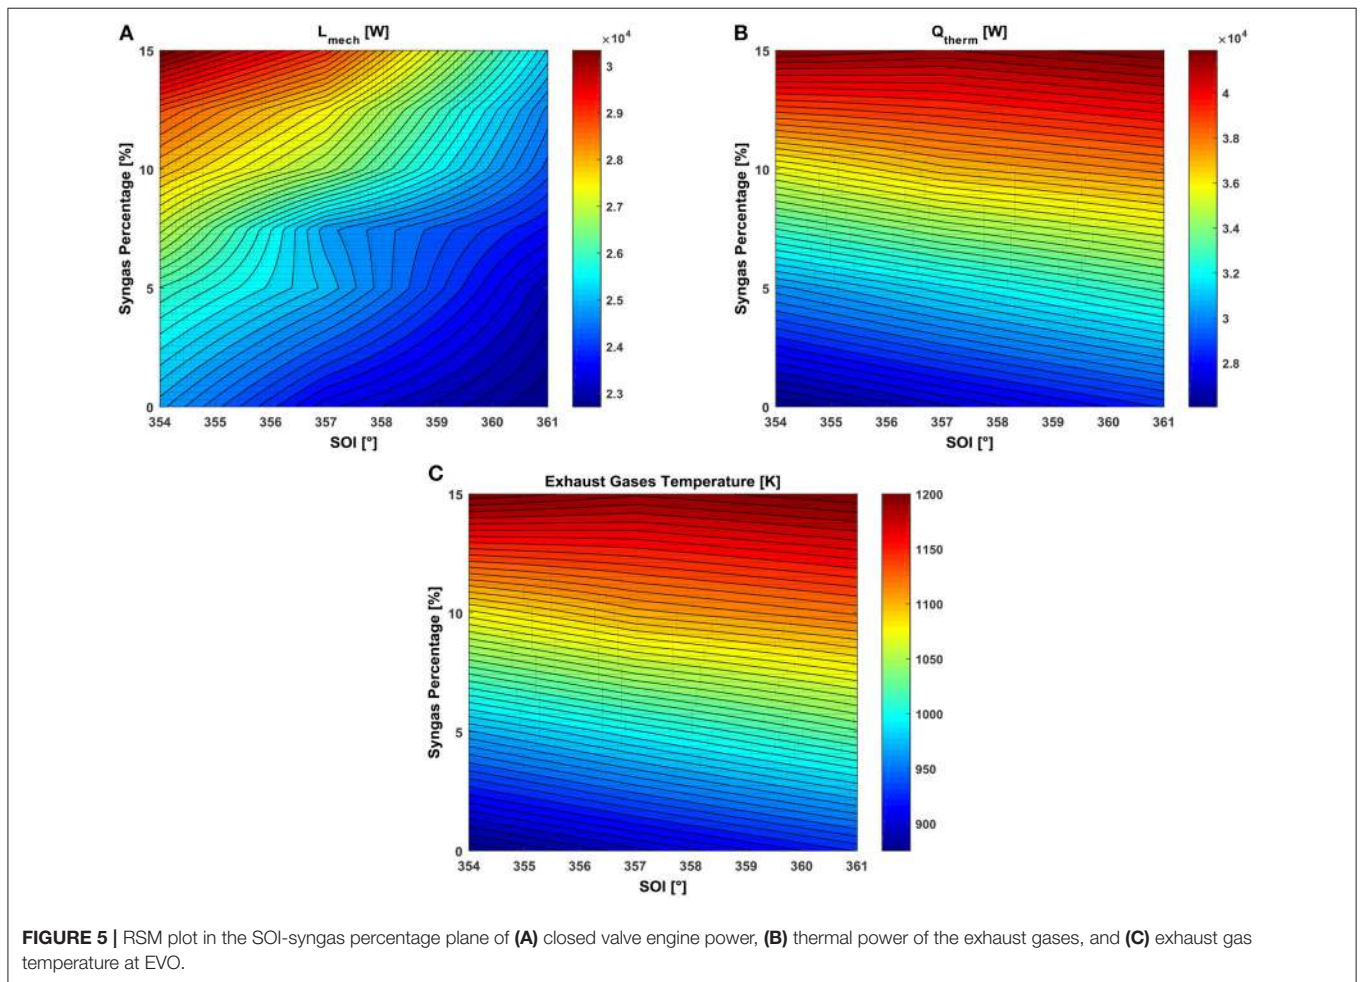 A
L_mech [W]
×10⁴
15
10
5
0
Syngas Percentage [%]
354 355 356 357 358 359 360 361
SOI [°]
3
2.9
2.8
2.7
2.6
2.5
2.4
2.3
B
Q_therm [W]
×10⁴
15
10
5
0
Syngas Percentage [%]
354 355 356 357 358 359 360 361
SOI [°]
4
3.8
3.6
3.4
3.2
3
2.8
C
Exhaust Gases Temperature [K]
15
10
5
0
Syngas Percentage [%]
354 355 356 357 358 359 360 361
SOI [°]
1200
1150
1100
1050
1000
950
900
FIGURE 5 | RSM plot in the SOI-syngas percentage plane of (A) closed valve engine power, (B) thermal power of the exhaust gases, and (C) exhaust gas
temperature at EVO.